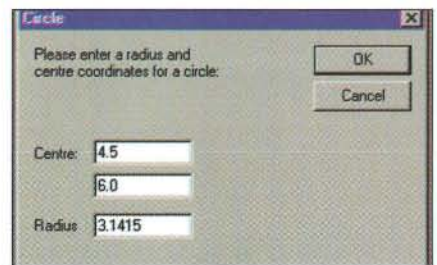 Circle
Please enter a radius and
centre coordinates for a circle:
OK
Cancel
Centre: 4.5
6.0
Radius 3.1415